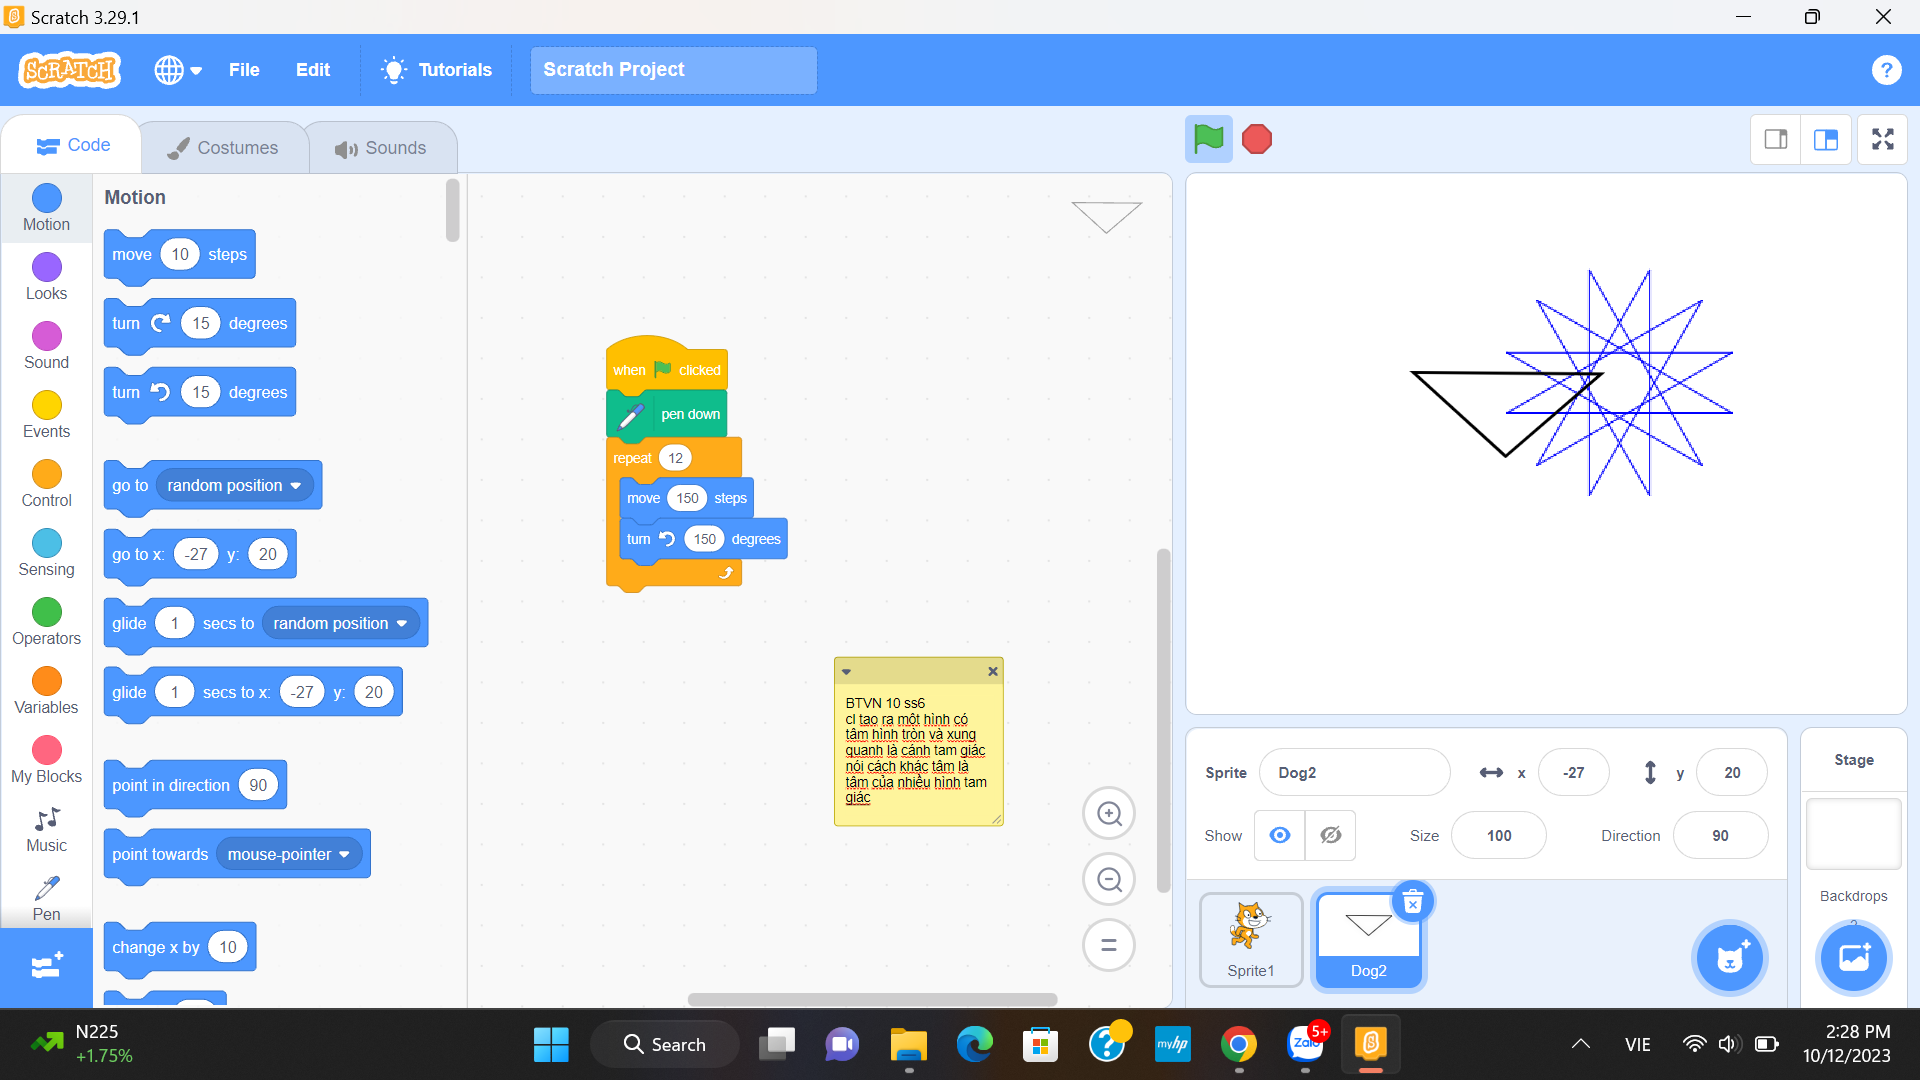 Scratch 3.29.1
SCRATCH
File
Edit
Tutorials
Scratch Project
?
Code
Costumes
Sounds
Motion
Looks
Sound
Events
Control
Sensing
Operators
Variables
My Blocks
Music
Pen
Motion
move 10 steps
turn 15 degrees
turn 15 degrees
go to random position
go to x: -27 y: 20
glide 1 secs to random position
glide 1 secs to x: -27 y: 20
point in direction 90
point towards mouse-pointer
change x by 10
when clicked
pen down
repeat 12
move 150 steps
turn 150 degrees
BTVN 10 ss6
cl tạo ra một hình có
tâm hình tròn và xung
quanh là cánh tam giác
nói cách khác tâm là
tâm của nhiều hình tam
giác
Sprite Dog2 x -27 y 20
Show Size 100 Direction 90
Sprite1
Dog2
Stage
Backdrops
N225
+1.75%
Search
myhp
Zalo
5+
VIE
2:28 PM
10/12/2023